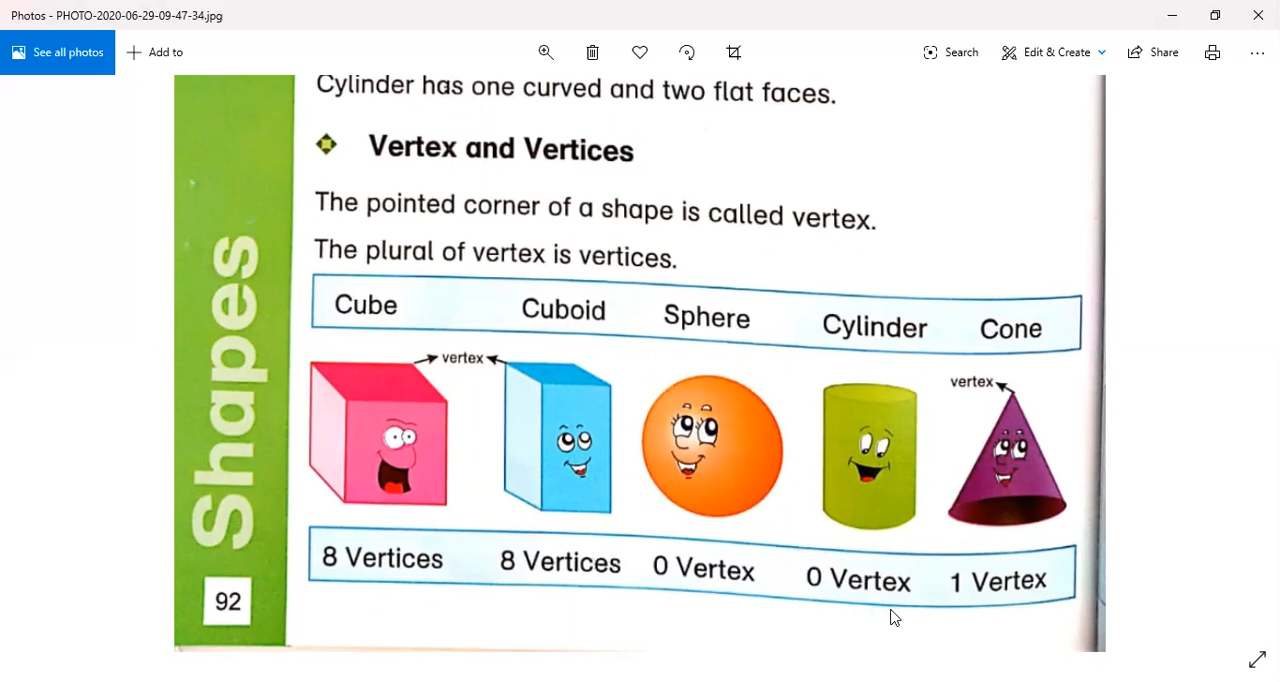 Photos - PHOTO-2020-06-29-09-47-34.jpg
See all photos
Add to
Search
Edit & Create
Share
Cylinder has one curved and two flat faces.
Vertex and Vertices
The pointed corner of a shape is called vertex.
The plural of vertex is vertices.
Cube Cuboid Sphere Cylinder Cone
vertex
vertex
8 Vertices 8 Vertices 0 Vertex 0 Vertex 1 Vertex
Shapes
92